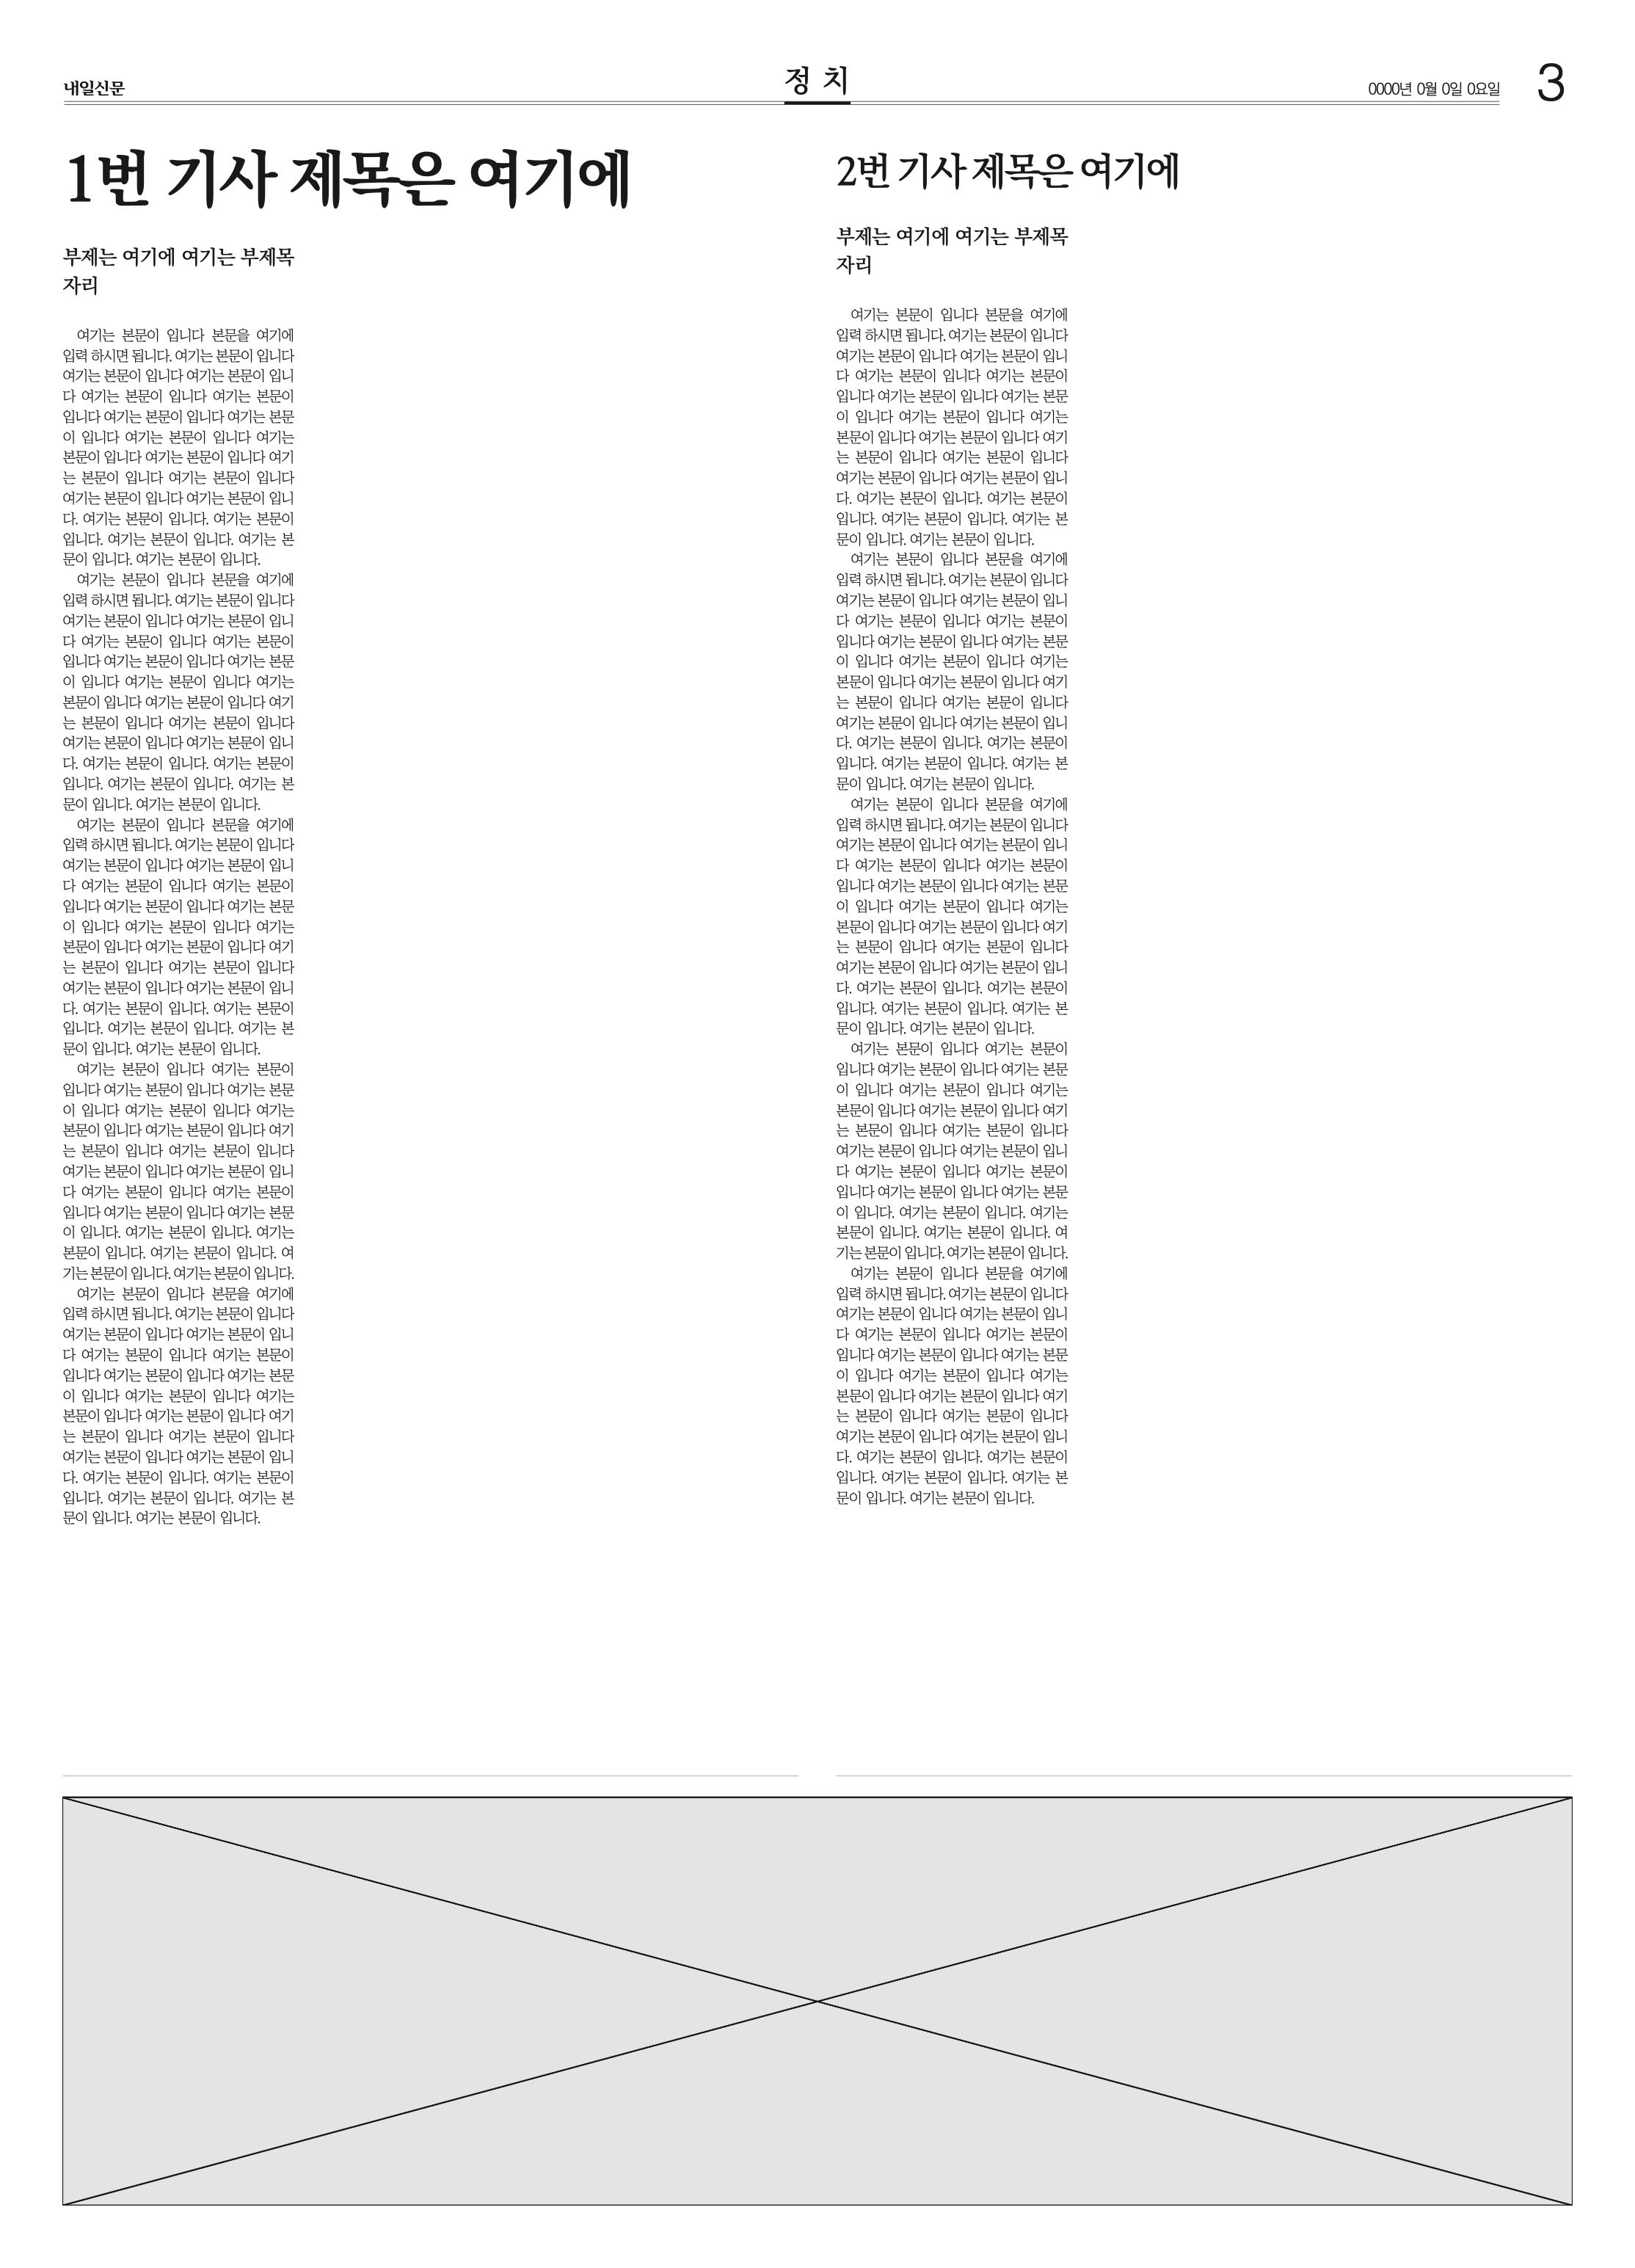 내일신문
정 치
0000년 0월 0일 0요일
3
1번 기사 제목은 여기에
부제는 여기에 여기는 부제목
자리
여기는 본문이 입니다 본문을 여기에
입력 하시면 됩니다. 여기는 본문이 입니다
여기는 본문이 입니다 여기는 본문이 입니
다 여기는 본문이 입니다 여기는 본문이
입니다 여기는 본문이 입니다 여기는 본문
이 입니다 여기는 본문이 입니다 여기는
본문이 입니다 여기는 본문이 입니다 여기
는 본문이 입니다 여기는 본문이 입니다
여기는 본문이 입니다 여기는 본문이 입니
다. 여기는 본문이 입니다. 여기는 본문이
입니다. 여기는 본문이 입니다. 여기는 본
문이 입니다. 여기는 본문이 입니다.
여기는 본문이 입니다 본문을 여기에
입력 하시면 됩니다. 여기는 본문이 입니다
여기는 본문이 입니다 여기는 본문이 입니
다 여기는 본문이 입니다 여기는 본문이
입니다 여기는 본문이 입니다 여기는 본문
이 입니다 여기는 본문이 입니다 여기는
본문이 입니다 여기는 본문이 입니다 여기
는 본문이 입니다 여기는 본문이 입니다
여기는 본문이 입니다 여기는 본문이 입니
다. 여기는 본문이 입니다. 여기는 본문이
입니다. 여기는 본문이 입니다. 여기는 본
문이 입니다. 여기는 본문이 입니다.
여기는 본문이 입니다 본문을 여기에
입력 하시면 됩니다. 여기는 본문이 입니다
여기는 본문이 입니다 여기는 본문이 입니
다 여기는 본문이 입니다 여기는 본문이
입니다 여기는 본문이 입니다 여기는 본문
이 입니다 여기는 본문이 입니다 여기는
본문이 입니다 여기는 본문이 입니다 여기
는 본문이 입니다 여기는 본문이 입니다
여기는 본문이 입니다 여기는 본문이 입니
다. 여기는 본문이 입니다. 여기는 본문이
입니다. 여기는 본문이 입니다. 여기는 본
문이 입니다. 여기는 본문이 입니다.
여기는 본문이 입니다 여기는 본문이
입니다 여기는 본문이 입니다 여기는 본문
이 입니다 여기는 본문이 입니다 여기는
본문이 입니다 여기는 본문이 입니다 여기
는 본문이 입니다 여기는 본문이 입니다
여기는 본문이 입니다 여기는 본문이 입니
다 여기는 본문이 입니다 여기는 본문이
입니다 여기는 본문이 입니다 여기는 본문
이 입니다. 여기는 본문이 입니다. 여기는
본문이 입니다. 여기는 본문이 입니다. 여
기는 본문이 입니다. 여기는 본문이 입니다.
여기는 본문이 입니다 본문을 여기에
입력 하시면 됩니다. 여기는 본문이 입니다
여기는 본문이 입니다 여기는 본문이 입니
다 여기는 본문이 입니다 여기는 본문이
입니다 여기는 본문이 입니다 여기는 본문
이 입니다 여기는 본문이 입니다 여기는
본문이 입니다 여기는 본문이 입니다 여기
는 본문이 입니다 여기는 본문이 입니다
여기는 본문이 입니다 여기는 본문이 입니
다. 여기는 본문이 입니다. 여기는 본문이
입니다. 여기는 본문이 입니다. 여기는 본
문이 입니다. 여기는 본문이 입니다.
2번 기사 제목은 여기에
부제는 여기에 여기는 부제목
자리
여기는 본문이 입니다 본문을 여기에
입력 하시면 됩니다. 여기는 본문이 입니다
여기는 본문이 입니다 여기는 본문이 입니
다 여기는 본문이 입니다 여기는 본문이
입니다 여기는 본문이 입니다 여기는 본문
이 입니다 여기는 본문이 입니다 여기는
본문이 입니다 여기는 본문이 입니다 여기
는 본문이 입니다 여기는 본문이 입니다
여기는 본문이 입니다 여기는 본문이 입니
다. 여기는 본문이 입니다. 여기는 본문이
입니다. 여기는 본문이 입니다. 여기는 본
문이 입니다. 여기는 본문이 입니다.
여기는 본문이 입니다 본문을 여기에
입력 하시면 됩니다. 여기는 본문이 입니다
여기는 본문이 입니다 여기는 본문이 입니
다 여기는 본문이 입니다 여기는 본문이
입니다 여기는 본문이 입니다 여기는 본문
이 입니다 여기는 본문이 입니다 여기는
본문이 입니다 여기는 본문이 입니다 여기
는 본문이 입니다 여기는 본문이 입니다
여기는 본문이 입니다 여기는 본문이 입니
다. 여기는 본문이 입니다. 여기는 본문이
입니다. 여기는 본문이 입니다. 여기는 본
문이 입니다. 여기는 본문이 입니다.
여기는 본문이 입니다 본문을 여기에
입력 하시면 됩니다. 여기는 본문이 입니다
여기는 본문이 입니다 여기는 본문이 입니
다 여기는 본문이 입니다 여기는 본문이
입니다 여기는 본문이 입니다 여기는 본문
이 입니다 여기는 본문이 입니다 여기는
본문이 입니다 여기는 본문이 입니다 여기
는 본문이 입니다 여기는 본문이 입니다
여기는 본문이 입니다 여기는 본문이 입니
다. 여기는 본문이 입니다. 여기는 본문이
입니다. 여기는 본문이 입니다. 여기는 본
문이 입니다. 여기는 본문이 입니다.
여기는 본문이 입니다 여기는 본문이
입니다 여기는 본문이 입니다 여기는 본문
이 입니다 여기는 본문이 입니다 여기는
본문이 입니다 여기는 본문이 입니다 여기
는 본문이 입니다 여기는 본문이 입니다
여기는 본문이 입니다 여기는 본문이 입니
다 여기는 본문이 입니다 여기는 본문이
입니다 여기는 본문이 입니다 여기는 본문
이 입니다. 여기는 본문이 입니다. 여기는
본문이 입니다. 여기는 본문이 입니다. 여
기는 본문이 입니다. 여기는 본문이 입니다.
여기는 본문이 입니다 본문을 여기에
입력 하시면 됩니다. 여기는 본문이 입니다
여기는 본문이 입니다 여기는 본문이 입니
다 여기는 본문이 입니다 여기는 본문이
입니다 여기는 본문이 입니다 여기는 본문
이 입니다 여기는 본문이 입니다 여기는
본문이 입니다 여기는 본문이 입니다 여기
는 본문이 입니다 여기는 본문이 입니다
여기는 본문이 입니다 여기는 본문이 입니
다. 여기는 본문이 입니다. 여기는 본문이
입니다. 여기는 본문이 입니다. 여기는 본
문이 입니다. 여기는 본문이 입니다.